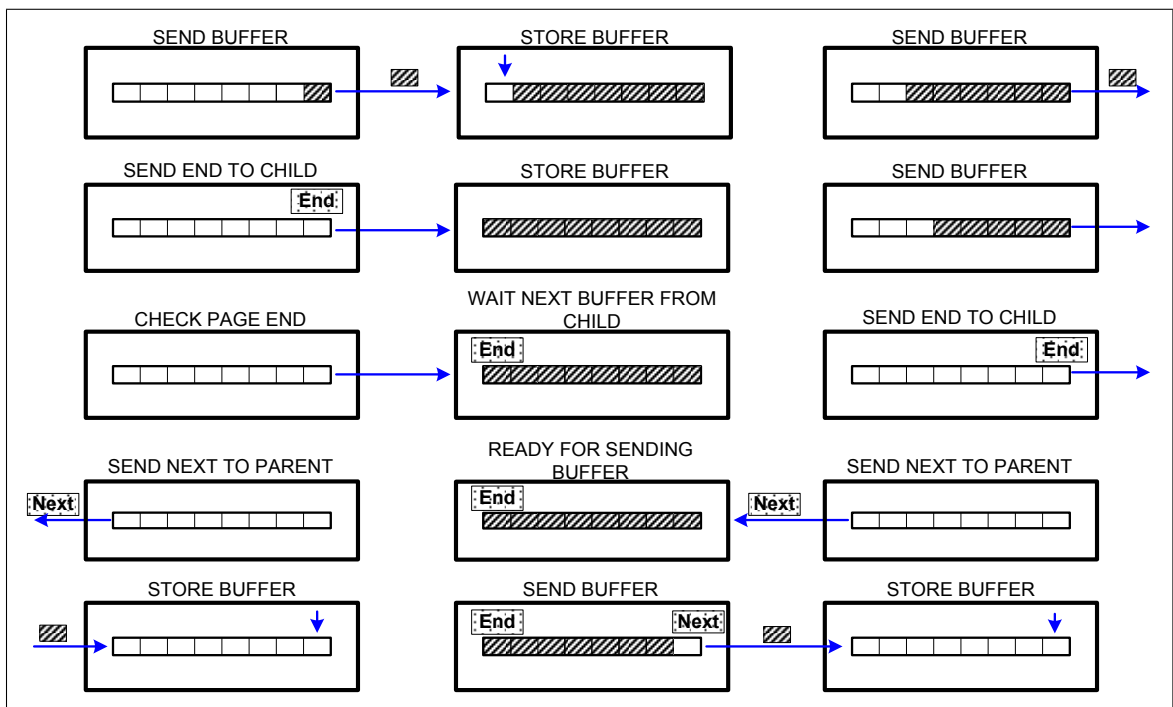 SEND BUFFER
STORE BUFFER
SEND BUFFER
SEND END TO CHILD
End
STORE BUFFER
SEND BUFFER
CHECK PAGE END
WAIT NEXT BUFFER FROM
CHILD
End
SEND END TO CHILD
End
SEND NEXT TO PARENT
Next
READY FOR SENDING
BUFFER
End
SEND NEXT TO PARENT
Next
STORE BUFFER
SEND BUFFER
End
Next
STORE BUFFER